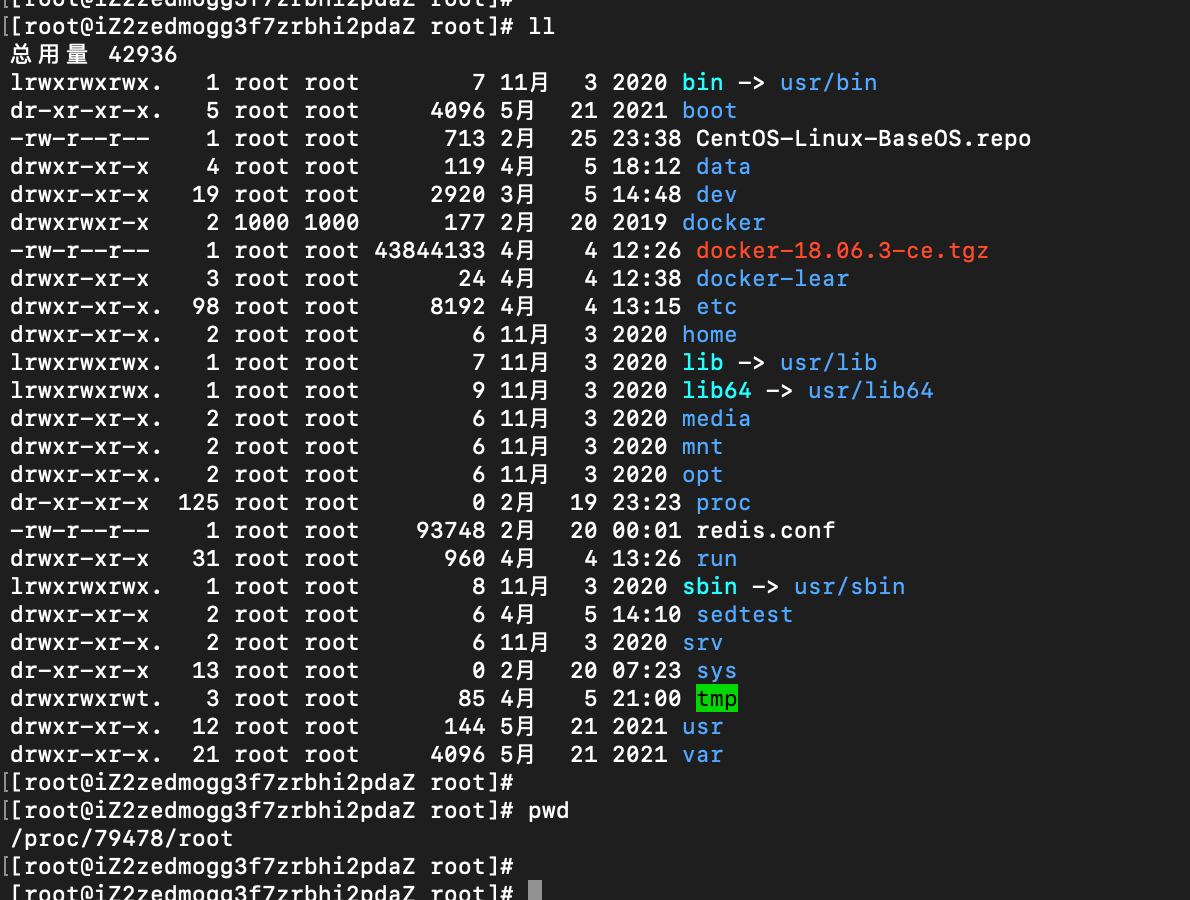 [[root@iZ2zedmogg3f7zrbhi2pdaZ root]#
[[root@iZ2zedmogg3f7zrbhi2pdaZ root]# ll
总用量 42936
lrwxrwxrwx.   1 root root        7 11月   3 2020 bin -> usr/bin
dr-xr-xr-x.   5 root root     4096 5月   21 2021 boot
-rw-r--r--    1 root root      713 2月   25 23:38 CentOS-Linux-BaseOS.repo
drwxr-xr-x    4 root root      119 4月    5 18:12 data
drwxr-xr-x   19 root root     2920 3月    5 14:48 dev
drwxrwxr-x    2 1000 1000      177 2月   20 2019 docker
-rw-r--r--    1 root root 43844133 4月    4 12:26 docker-18.06.3-ce.tgz
drwxr-xr-x    3 root root       24 4月    4 12:38 docker-lear
drwxr-xr-x.  98 root root     8192 4月    4 13:15 etc
drwxr-xr-x.   2 root root        6 11月   3 2020 home
lrwxrwxrwx.   1 root root        7 11月   3 2020 lib -> usr/lib
lrwxrwxrwx.   1 root root        9 11月   3 2020 lib64 -> usr/lib64
drwxr-xr-x.   2 root root        6 11月   3 2020 media
drwxr-xr-x.   2 root root        6 11月   3 2020 mnt
drwxr-xr-x.   2 root root        6 11月   3 2020 opt
dr-xr-xr-x  125 root root        0 2月   19 23:23 proc
-rw-r--r--    1 root root    93748 2月   20 00:01 redis.conf
drwxr-xr-x   31 root root      960 4月    4 13:26 run
lrwxrwxrwx.   1 root root        8 11月   3 2020 sbin -> usr/sbin
drwxr-xr-x    2 root root        6 4月    5 14:10 sedtest
drwxr-xr-x.   2 root root        6 11月   3 2020 srv
dr-xr-xr-x   13 root root        0 2月   20 07:23 sys
drwxrwxrwt.   3 root root       85 4月    5 21:00 tmp
drwxr-xr-x.  12 root root      144 5月   21 2021 usr
drwxr-xr-x.  21 root root     4096 5月   21 2021 var
[[root@iZ2zedmogg3f7zrbhi2pdaZ root]#
[[root@iZ2zedmogg3f7zrbhi2pdaZ root]# pwd
/proc/79478/root
[[root@iZ2zedmogg3f7zrbhi2pdaZ root]#
[root@iZ2zedmogg3f7zrbhi2pdaZ root]#